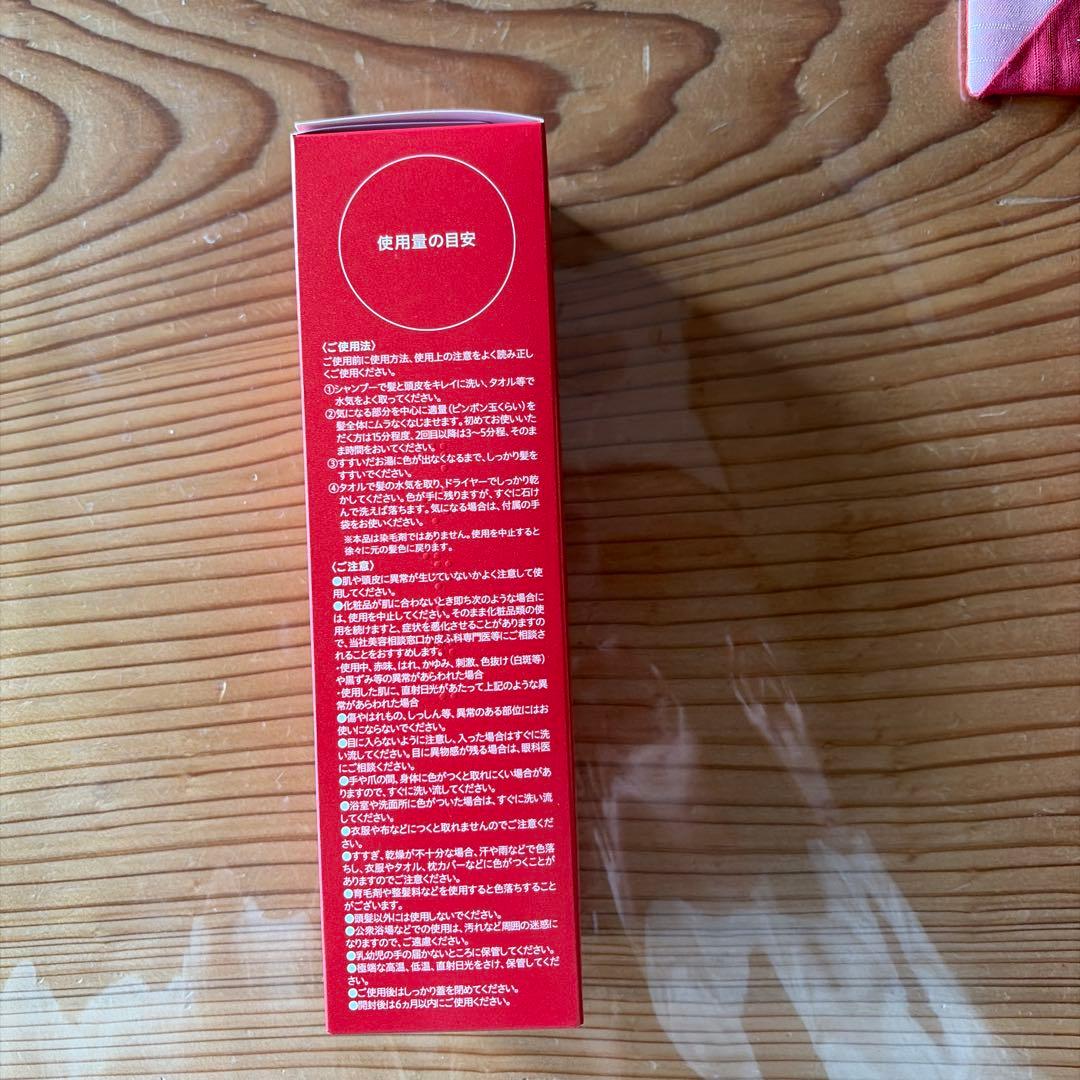 使用量の目安
〈ご使用法〉
ご使用前に使用方法、使用上の注意をよく読み正し
くご使用ください。
①シャンプーで髪と頭皮をキレイに洗い、タオル等で
水気をよく取ってください。
②気になる部分を中心に適量（ピンポン玉くらい）を
髪全体にムラなくなじませます。初めてお使いいた
だく方は15分程度、2回目以降は3〜5分程、そのま
ま時間をおいてください。
③すすいだお湯に色が出なくなるまで、しっかり髪を
すすいでください。
④タオルで髪の水気を取り、ドライヤーでしっかり乾
かしてください。色が手に残りますが、すぐに石けん
んで洗えば落ちます。気になる場合は、付属の手
袋をお使いください。
※本品は染毛剤ではありません。使用を中止すると
徐々に元の髪色に戻ります。
〈ご注意〉
●肌や頭皮に異常が生じていないかよく注意して使
用してください。
●化粧品が肌に合わないとき即ち次のような場合に
は、使用を中止してください。そのまま化粧品類の使
用を続けますと、症状を悪化させることがありますの
で、当社美容相談窓口か皮ふ科専門医等にご相談さ
れることをおすすめします。
・使用中、赤味、はれ、かゆみ、刺激、色抜け（白斑等）
や黒ずみ等の異常があらわれた場合
・使用した肌に、直射日光があたって上記のような異
常があらわれた場合
●傷やはれもの、しっしん等、異常のある部位にはお
使いにならないでください。
●目に入らないように注意し、入った場合はすぐに洗
い流してください。目に異物感が残る場合は、眼科医
にご相談ください。
●手や爪の間、身体に色がつくと取れにくい場合があ
りますので、すぐに洗い流してください。
●浴室や洗面所に色がついた場合は、すぐに洗い流
してください。
●衣服や布などにつくと取れませんのでご注意くだ
さい。
●すすぎ、乾燥が不十分な場合、汗や雨などで色落
ちし、衣服やタオル、枕カバーなどに色がつくことが
ありますのでご注意ください。
●育毛剤や整髪料などを使用すると色落ちすること
がございます。
●頭髪以外には使用しないでください。
●公衆浴場などでの使用は、汚れなど周囲の迷惑に
なりますので、ご遠慮ください。
●乳幼児の手の届かないところに保管してください。
●極端な高温、低温、直射日光をさけ、保管してくだ
さい。
●ご使用後はしっかり蓋を閉めてください。
●開封後は6ヵ月以内にご使用ください。